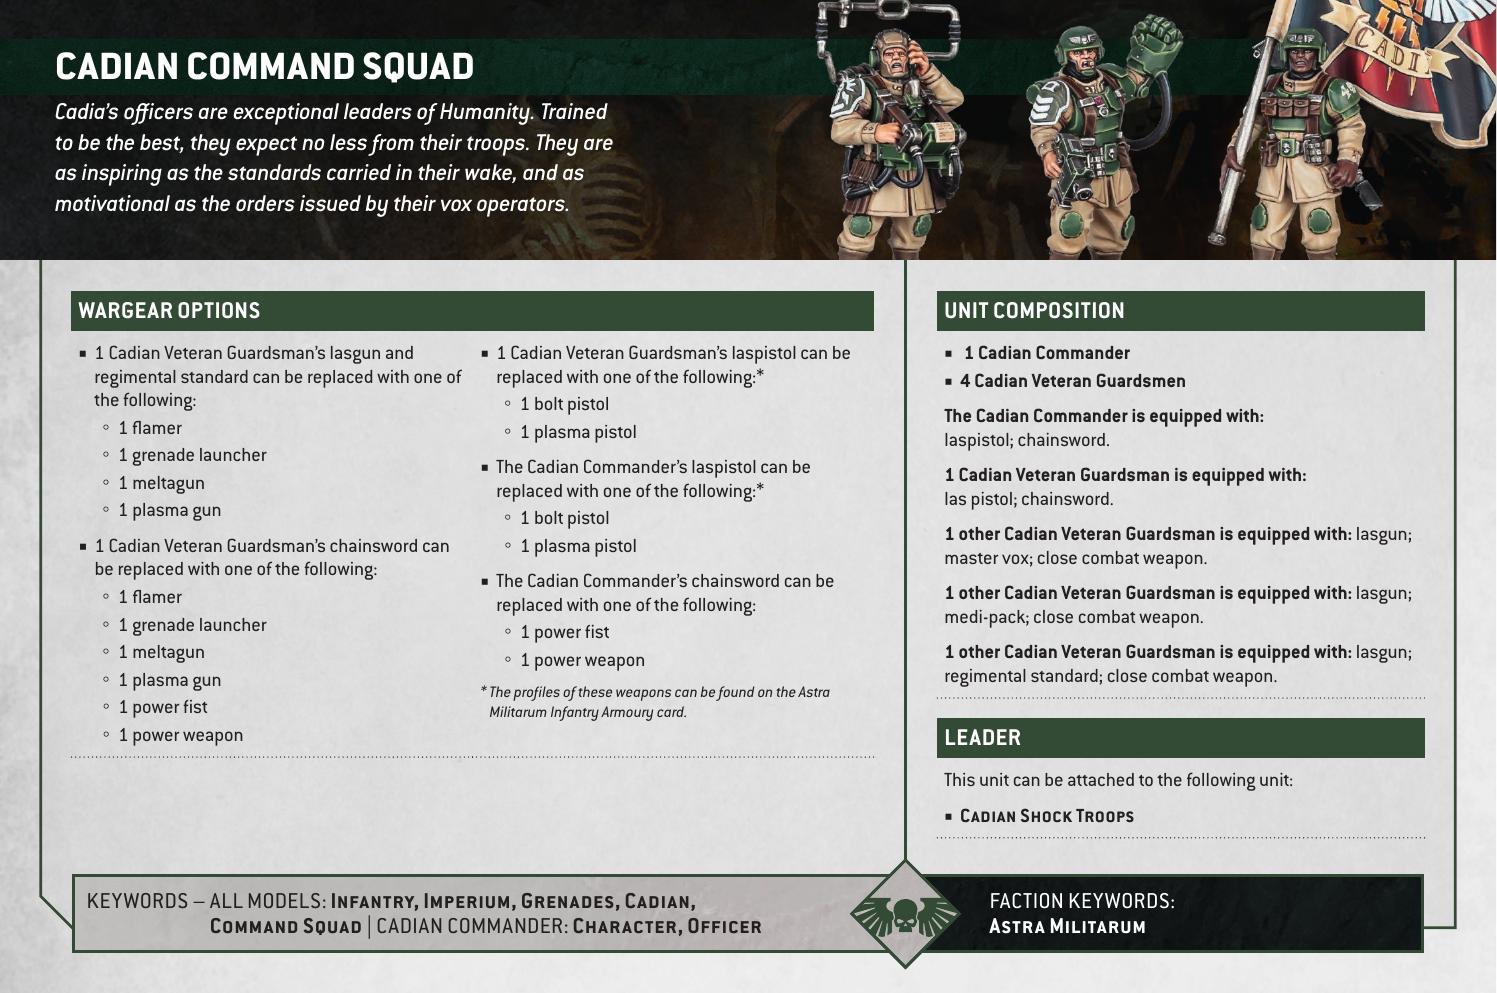 CADIAN COMMAND SQUAD
Cadia's officers are exceptional leaders of Humanity. Trained
to be the best, they expect no less from their troops. They are
as inspiring as the standards carried in their wake, and as
motivational as the orders issued by their vox operators.
CADI
WARGEAR OPTIONS
▪ 1 Cadian Veteran Guardsman's lasgun and
regimental standard can be replaced with one of
the following:
◦ 1 flamer
◦ 1 grenade launcher
◦ 1 meltagun
◦ 1 plasma gun
▪ 1 Cadian Veteran Guardsman's chainsword can
be replaced with one of the following:
◦ 1 flamer
◦ 1 grenade launcher
◦ 1 meltagun
◦ 1 plasma gun
◦ 1 power fist
◦ 1 power weapon
▪ 1 Cadian Veteran Guardsman's laspistol can be
replaced with one of the following:*
◦ 1 bolt pistol
◦ 1 plasma pistol
▪ The Cadian Commander's laspistol can be
replaced with one of the following:*
◦ 1 bolt pistol
◦ 1 plasma pistol
▪ The Cadian Commander's chainsword can be
replaced with one of the following:
◦ 1 power fist
◦ 1 power weapon
* The profiles of these weapons can be found on the Astra
Militarum Infantry Armoury card.
UNIT COMPOSITION
▪ 1 Cadian Commander
▪ 4 Cadian Veteran Guardsmen
The Cadian Commander is equipped with:
laspistol; chainsword.
1 Cadian Veteran Guardsman is equipped with:
las pistol; chainsword.
1 other Cadian Veteran Guardsman is equipped with: lasgun;
master vox; close combat weapon.
1 other Cadian Veteran Guardsman is equipped with: lasgun;
medi-pack; close combat weapon.
1 other Cadian Veteran Guardsman is equipped with: lasgun;
regimental standard; close combat weapon.
LEADER
This unit can be attached to the following unit:
▪ Cadian Shock Troops
KEYWORDS – ALL MODELS: Infantry, Imperium, Grenades, Cadian,
Command Squad | CADIAN COMMANDER: Character, Officer
FACTION KEYWORDS:
Astra Militarum